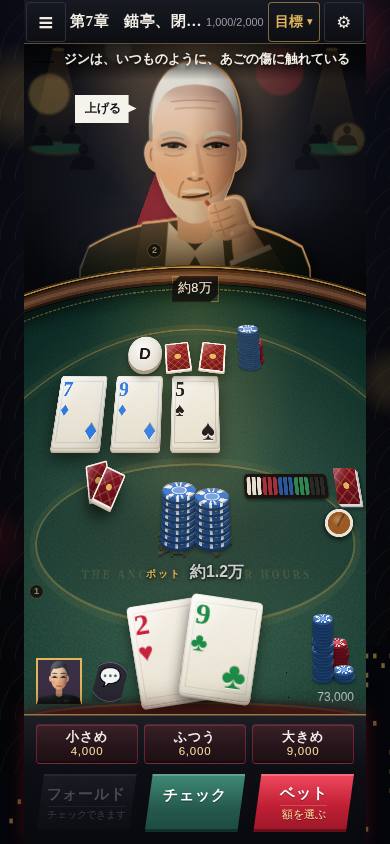 第7章 錨亭、閉... 1,000/2,000 目標▼
ジンは、いつものように、あごの傷に触れている
上げる
2
約8万
D
7
9
5
ポット 約1.2万
1
2
9
73,000
小さめ
4,000
ふつう
6,000
大きめ
9,000
フォールド
チェックできます
チェック
ベット
額を選ぶ